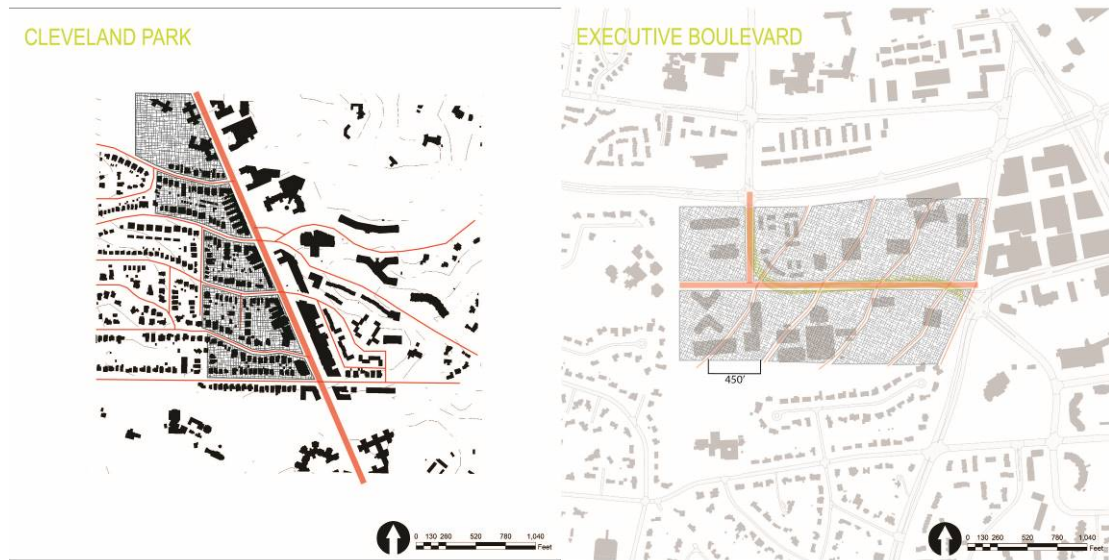 CLEVELAND PARK
0 130 260 520 780 1,040
Feet
EXECUTIVE BOULEVARD
450'
0 130 260 520 780 1,040
Feet